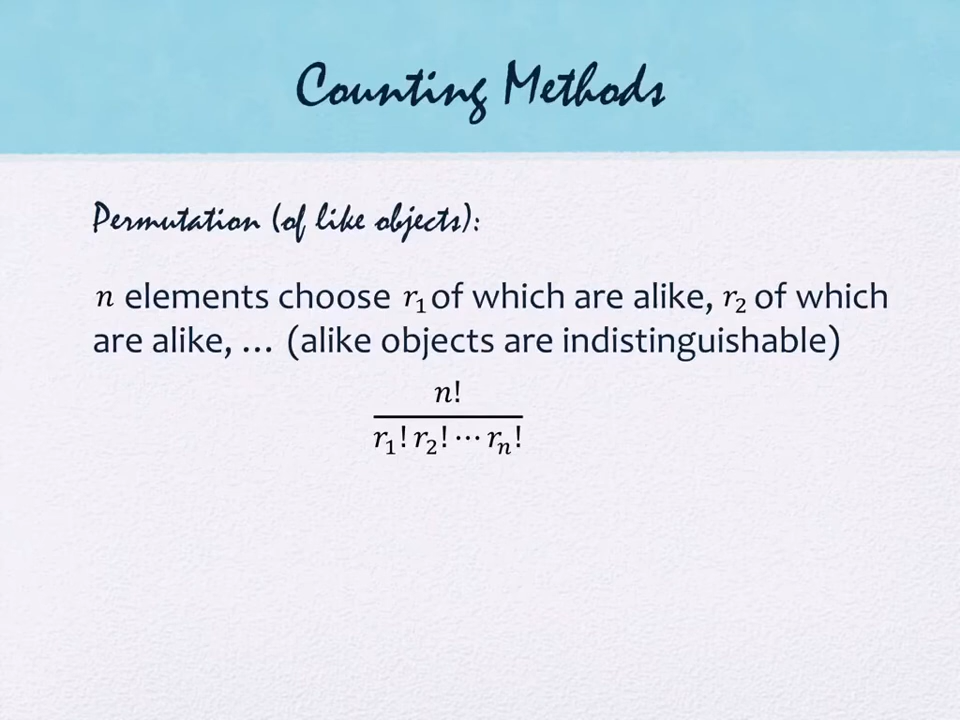 Counting Methods
Permutation (of like objects):
n elements choose r₁ of which are alike, r₂ of which
are alike, … (alike objects are indistinguishable)
n!
r₁! r₂! ⋯ rₙ!